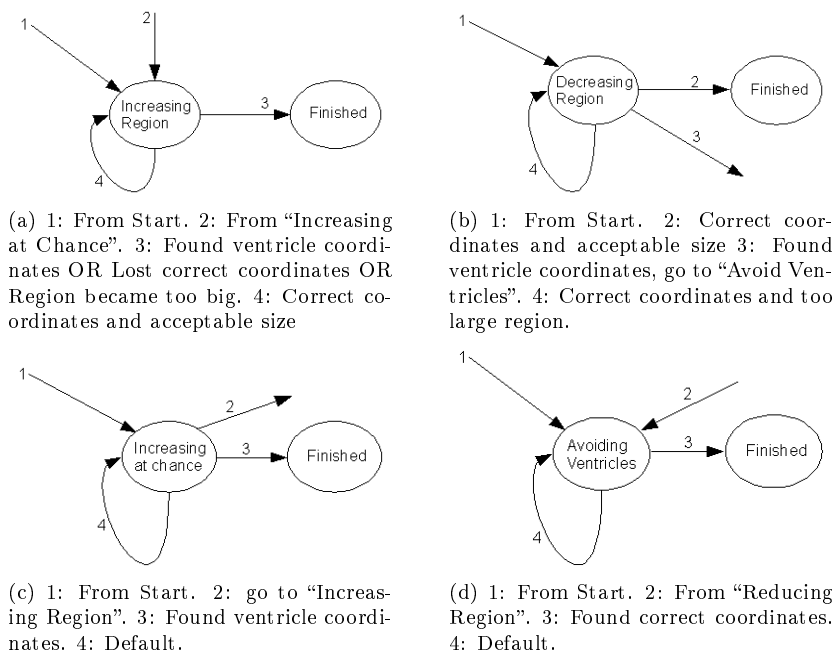 1
2
Increasing
Region
3
Finished
4
(a) 1: From Start. 2: From “Increasing
at Chance”. 3: Found ventricle coordi-
nates OR Lost correct coordinates OR
Region became too big. 4: Correct co-
ordinates and acceptable size
1
Decreasing
Region
2
Finished
3
4
(b) 1: From Start. 2: Correct coor-
dinates and acceptable size 3: Found
ventricle coordinates, go to “Avoid Ven-
tricles”. 4: Correct coordinates and too
large region.
1
2
Increasing
at chance
3
Finished
4
(c) 1: From Start. 2: go to “Increas-
ing Region”. 3: Found ventricle coordi-
nates. 4: Default.
1
2
Avoiding
Ventricles
3
Finished
4
(d) 1: From Start. 2: From “Reducing
Region”. 3: Found correct coordinates.
4: Default.